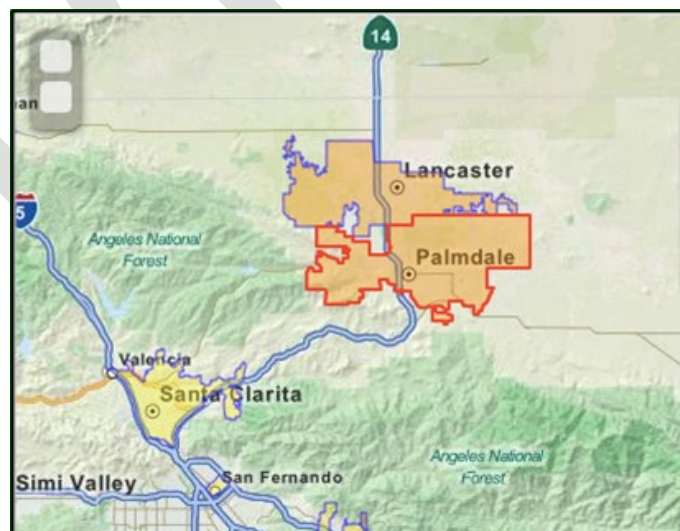 14
Lancaster
5
Angeles National
Forest
Palmdale
Valencia
Santa Clarita
Angeles National
Forest
San Fernando
Simi Valley